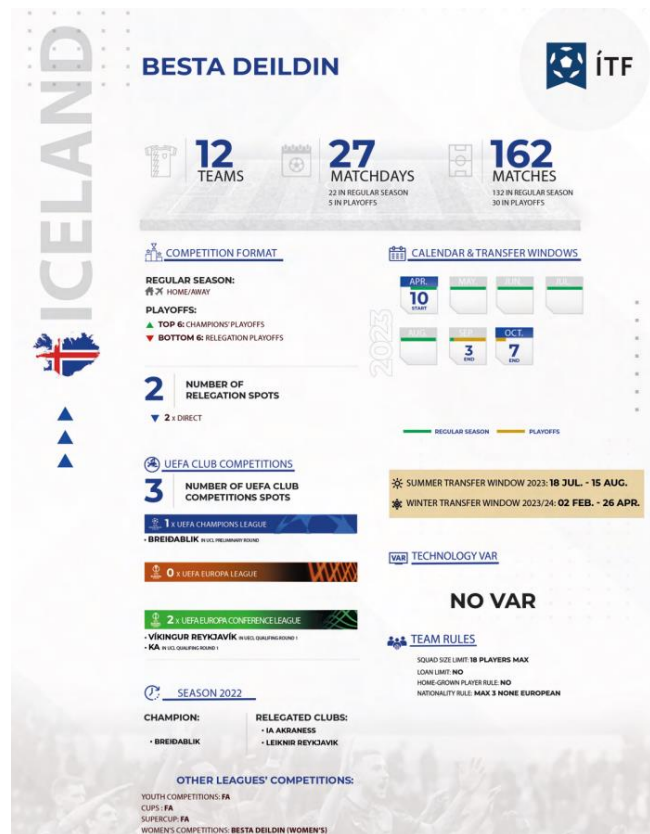 ICELAND
BESTA DEILDIN
ÍTF
12
TEAMS
27
MATCHDAYS
22 IN REGULAR SEASON
5 IN PLAYOFFS
162
MATCHES
132 IN REGULAR SEASON
30 IN PLAYOFFS
COMPETITION FORMAT
REGULAR SEASON:
HOME/AWAY
PLAYOFFS:
TOP 6: CHAMPIONS' PLAYOFFS
BOTTOM 6: RELEGATION PLAYOFFS
2
NUMBER OF
RELEGATION SPOTS
2 x DIRECT
UEFA CLUB COMPETITIONS
3
NUMBER OF UEFA CLUB
COMPETITIONS SPOTS
1 x UEFA CHAMPIONS LEAGUE
• BREIÐABLIK IN UCL PRELIMINARY ROUND
0 x UEFA EUROPA LEAGUE
2 x UEFA EUROPA CONFERENCE LEAGUE
• VÍKINGUR REYKJAVÍK IN UECL QUALIFING ROUND 1
• KA IN UCL QUALIFING ROUND 1
SEASON 2022
CHAMPION:
• BREIÐABLIK
RELEGATED CLUBS:
• IA AKRANESS
• LEIKNIR REYKJAVIK
OTHER LEAGUES' COMPETITIONS:
YOUTH COMPETITIONS: FA
CUPS : FA
SUPERCUP: FA
WOMEN'S COMPETITIONS: BESTA DEILDIN (WOMEN'S)
CALENDAR & TRANSFER WINDOWS
2023
APR.
10
START
MAY.
JUN.
JUL.
AUG.
SEP.
3
END
OCT.
7
END
REGULAR SEASON
PLAYOFFS
SUMMER TRANSFER WINDOW 2023: 18 JUL. - 15 AUG.
WINTER TRANSFER WINDOW 2023/24: 02 FEB. - 26 APR.
VAR TECHNOLOGY VAR
NO VAR
TEAM RULES
SQUAD SIZE LIMIT: 18 PLAYERS MAX
LOAN LIMIT: NO
HOME-GROWN PLAYER RULE: NO
NATIONALITY RULE: MAX 3 NONE EUROPEAN